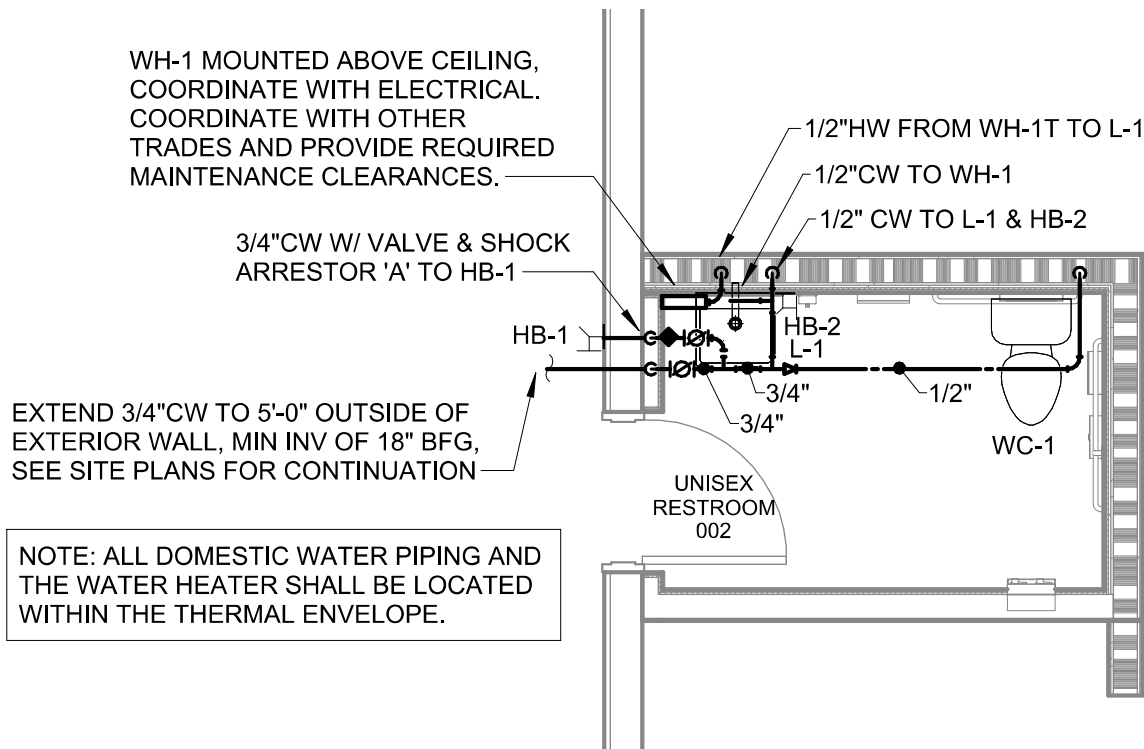 WH-1 MOUNTED ABOVE CEILING,
COORDINATE WITH ELECTRICAL.
COORDINATE WITH OTHER
TRADES AND PROVIDE REQUIRED
MAINTENANCE CLEARANCES.
1/2"HW FROM WH-1T TO L-1
1/2"CW TO WH-1
1/2" CW TO L-1 & HB-2
3/4"CW W/ VALVE & SHOCK
ARRESTOR 'A' TO HB-1
HB-1
HB-2
L-1
3/4"
3/4"
1/2"
WC-1
EXTEND 3/4"CW TO 5'-0" OUTSIDE OF
EXTERIOR WALL, MIN INV OF 18" BFG,
SEE SITE PLANS FOR CONTINUATION
UNISEX
RESTROOM
002
NOTE: ALL DOMESTIC WATER PIPING AND
THE WATER HEATER SHALL BE LOCATED
WITHIN THE THERMAL ENVELOPE.